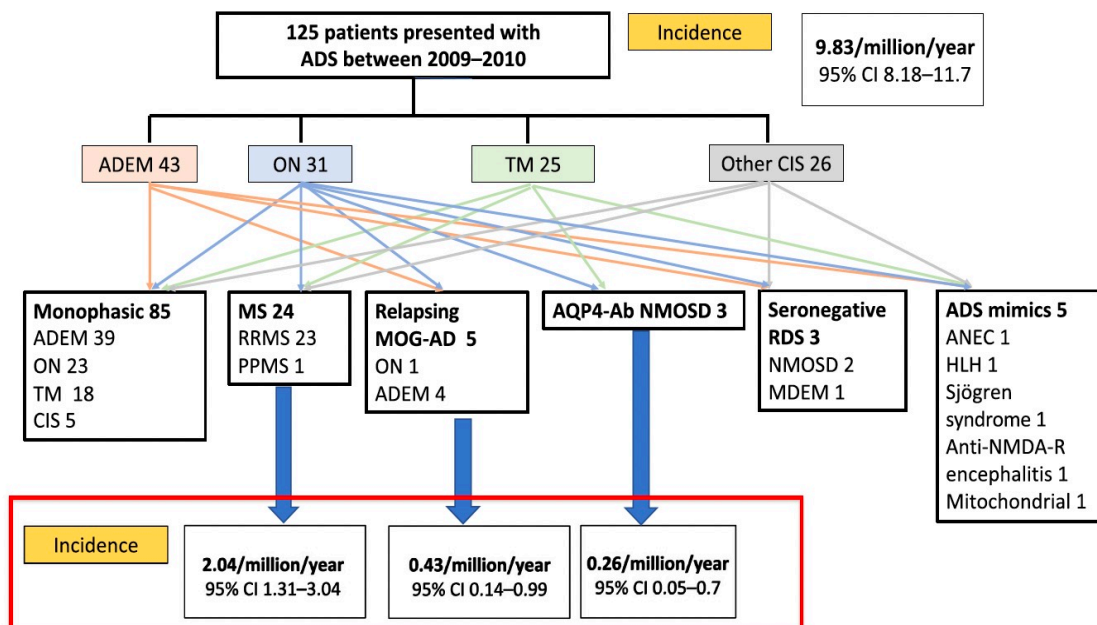 125 patients presented with
ADS between 2009–2010
Incidence
9.83/million/year
95% CI 8.18–11.7
ADEM 43
ON 31
TM 25
Other CIS 26
Monophasic 85
ADEM 39
ON 23
TM 18
CIS 5
MS 24
RRMS 23
PPMS 1
Relapsing
MOG-AD 5
ON 1
ADEM 4
AQP4-Ab NMOSD 3
Seronegative
RDS 3
NMOSD 2
MDEM 1
ADS mimics 5
ANEC 1
HLH 1
Sjögren
syndrome 1
Anti-NMDA-R
encephalitis 1
Mitochondrial 1
Incidence
2.04/million/year
95% CI 1.31–3.04
0.43/million/year
95% CI 0.14–0.99
0.26/million/year
95% CI 0.05–0.7